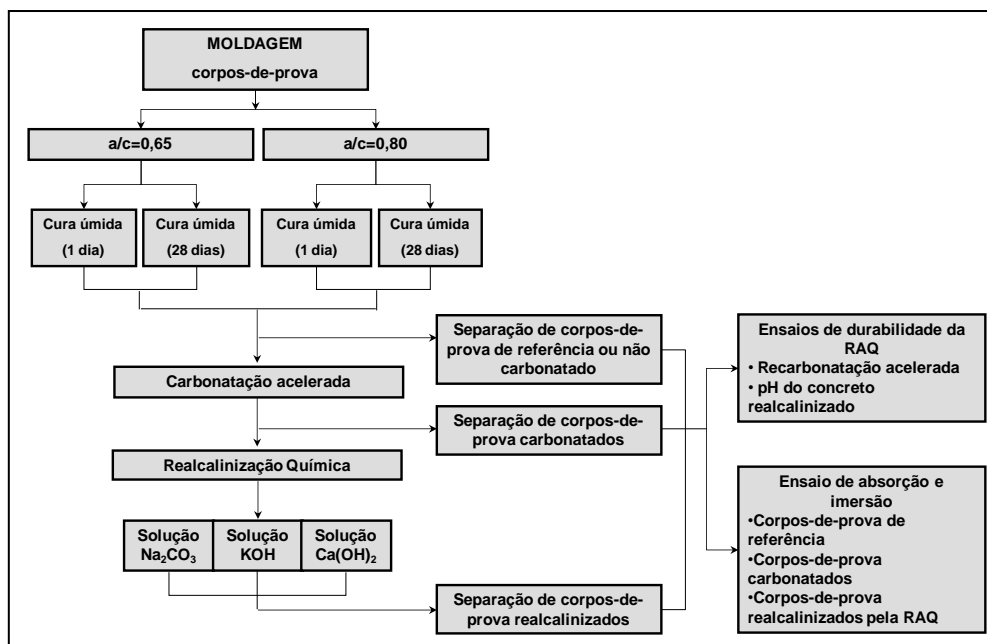 MOLDAGEM
corpos-de-prova
a/c=0,65
a/c=0,80
Cura úmida
(1 dia)
Cura úmida
(28 dias)
Cura úmida
(1 dia)
Cura úmida
(28 dias)
Separação de corpos-de-
prova de referência ou não
carbonatado
Carbonatação acelerada
Separação de corpos-de-
prova carbonatados
Realcalinização Química
Solução
Na₂CO₃
Solução
KOH
Solução
Ca(OH)₂
Separação de corpos-de-
prova realcalinizados
Ensaios de durabilidade da
RAQ
• Recarbonatação acelerada
• pH do concreto
realcalinizado
Ensaio de absorção e
imersão
•Corpos-de-prova de
referência
•Corpos-de-prova
carbonatados
•Corpos-de-prova
realcalinizados pela RAQ